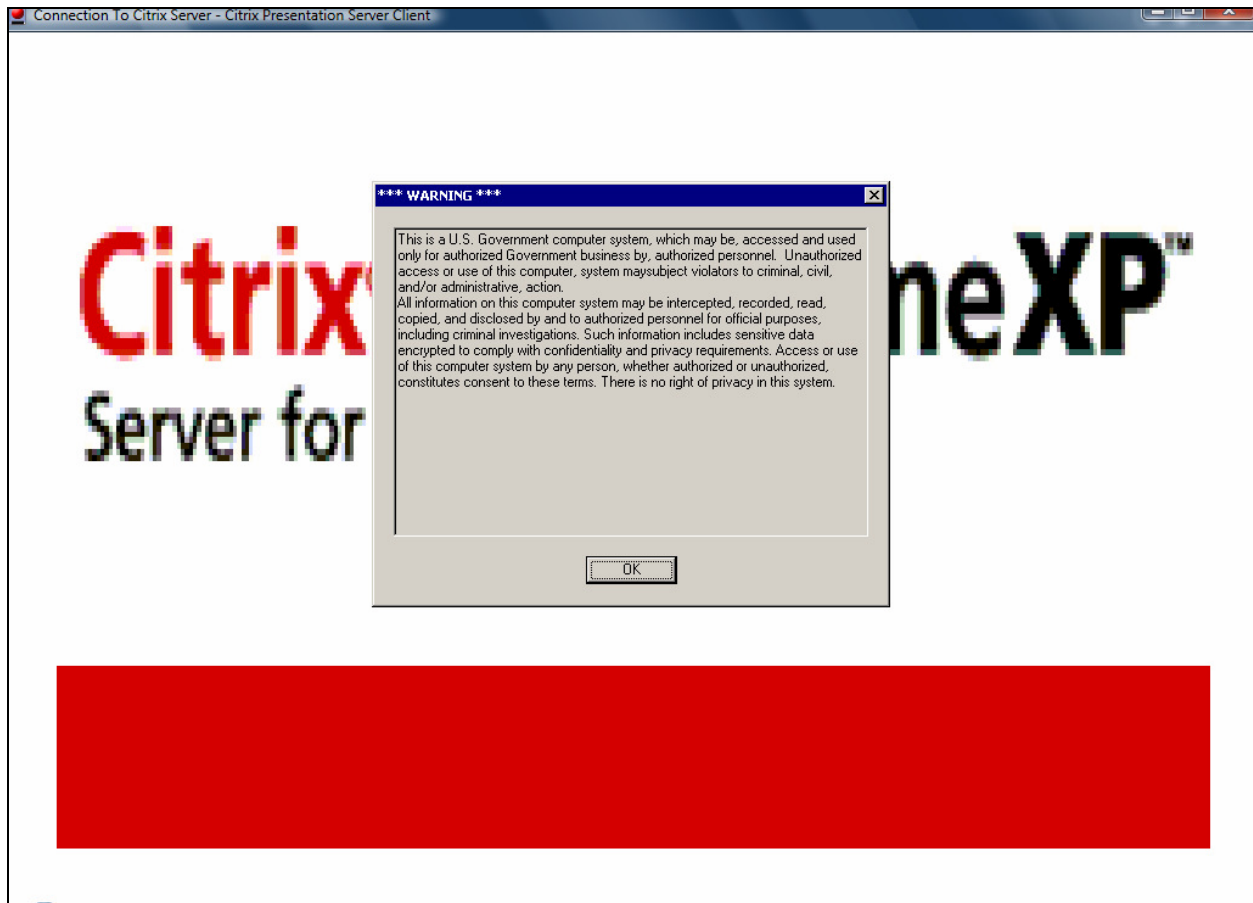 Connection To Citrix Server - Citrix Presentation Server Client
*** WARNING ***
This is a U.S. Government computer system, which may be, accessed and used
only for authorized Government business by, authorized personnel.  Unauthorized
access or use of this computer, system maysubject violators to criminal, civil,
and/or administrative, action.
All information on this computer system may be intercepted, recorded, read,
copied, and disclosed by and to authorized personnel for official purposes,
including criminal investigations. Such information includes sensitive data
encrypted to comply with confidentiality and privacy requirements. Access or use
of this computer system by any person, whether authorized or unauthorized,
constitutes consent to these terms. There is no right of privacy in this system.
OK
Citrix neXP™
Server for